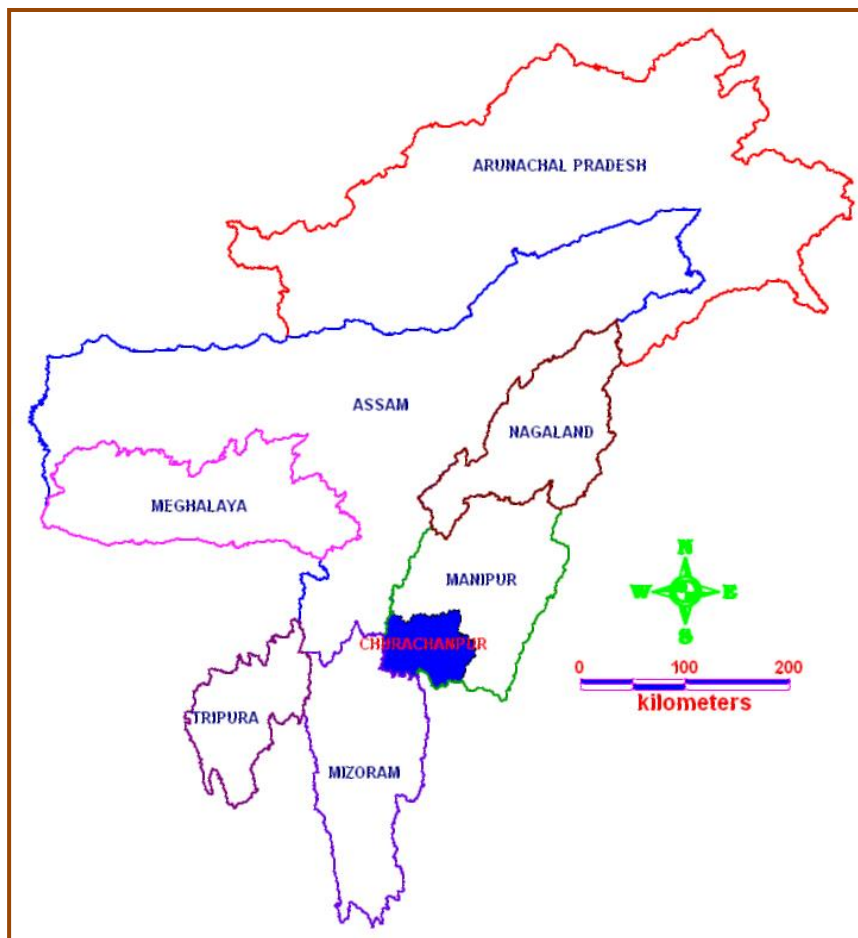 ARUNACHAL PRADESH
ASSAM
NAGALAND
MEGHALAYA
MANIPUR
N
W E
S
CHURACHANPUR
0 100 200
kilometers
TRIPURA
MIZORAM